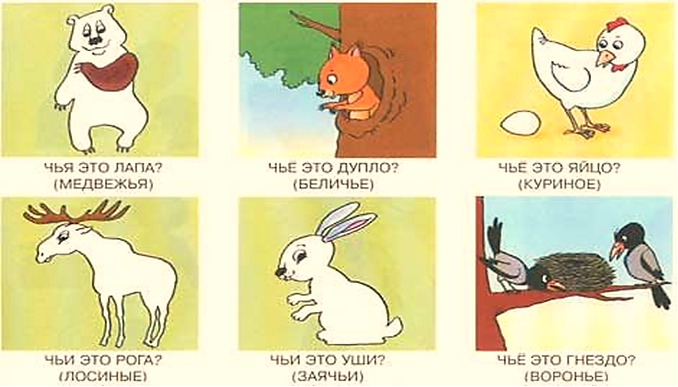 ЧЬЯ ЭТО ЛАПА?
(МЕДВЕЖЬЯ)
ЧЬЁ ЭТО ДУПЛО?
(БЕЛИЧЬЕ)
ЧЬЁ ЭТО ЯЙЦО?
(КУРИНОЕ)
ЧЬИ ЭТО РОГА?
(ЛОСИНЫЕ)
ЧЬИ ЭТО УШИ?
(ЗАЯЧЬИ)
ЧЬЁ ЭТО ГНЕЗДО?
(ВОРОНЬЕ)